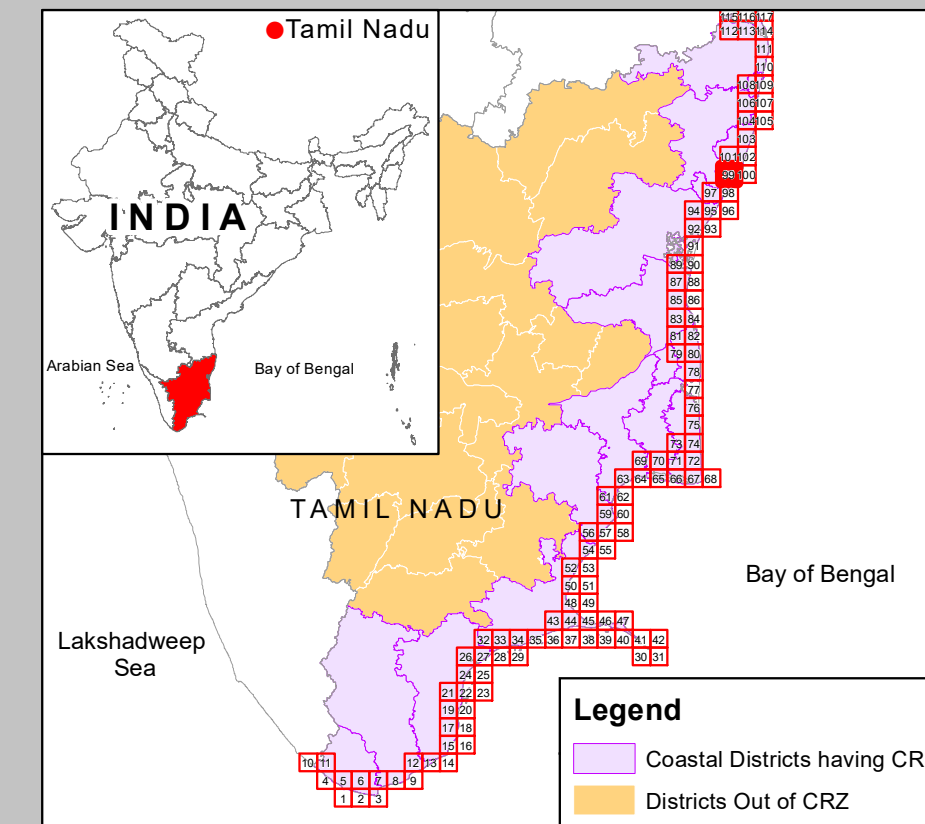 Tamil Nadu
INDIA
Arabian Sea
Bay of Bengal
115 116 117
112 113 114
111
110
108 109
106 107
104 105
103
101 102
99 100
97 98
94 95 96
92 93
91
89 90
87 88
85 86
83 84
81 82
79 80
78
77
76
75
73 74
69 70 71 72
63 64 65 66 67 68
61 62
TAMIL NADU
59 60
56 57 58
54 55
Bay of Bengal
52 53
50 51
48 49
43 44 45 46 47
Lakshadweep
Sea
32 33 34 35 36 37 38 39 40 41 42
26 27 28 29 30 31
24 25
21 22 23
19 20
17 18
15 16
10 11 12 13 14
4 5 6 7 8 9
1 2 3
Legend
Coastal Districts having CR
Districts Out of CRZ